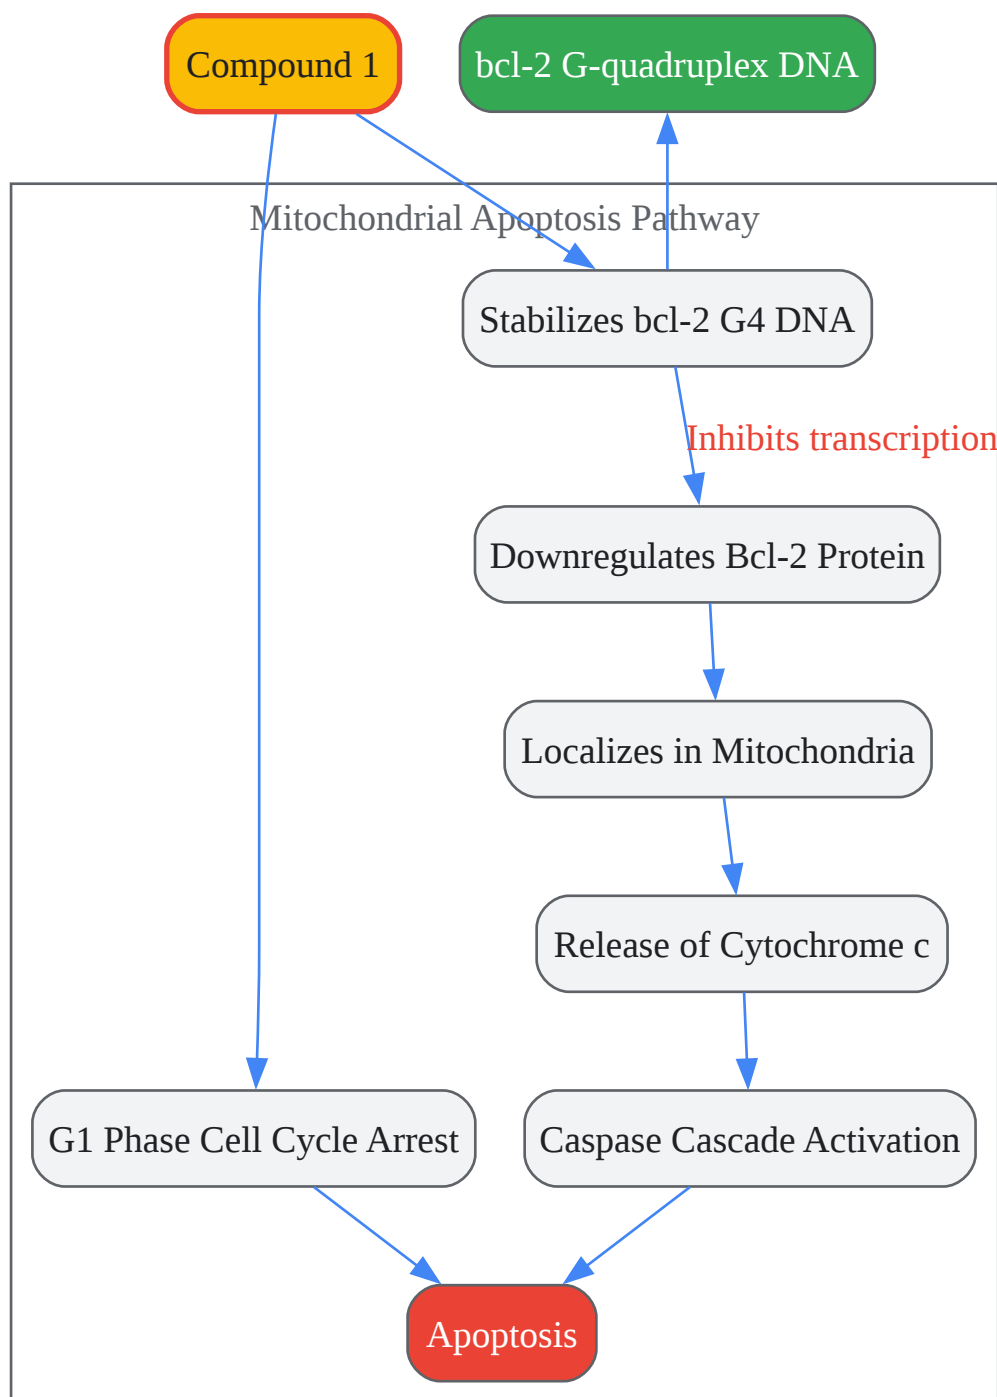 Compound 1
bcl-2 G-quadruplex DNA
Mitochondrial Apoptosis Pathway
Stabilizes bcl-2 G4 DNA
Inhibits transcription
Downregulates Bcl-2 Protein
Localizes in Mitochondria
Release of Cytochrome c
G1 Phase Cell Cycle Arrest
Caspase Cascade Activation
Apoptosis